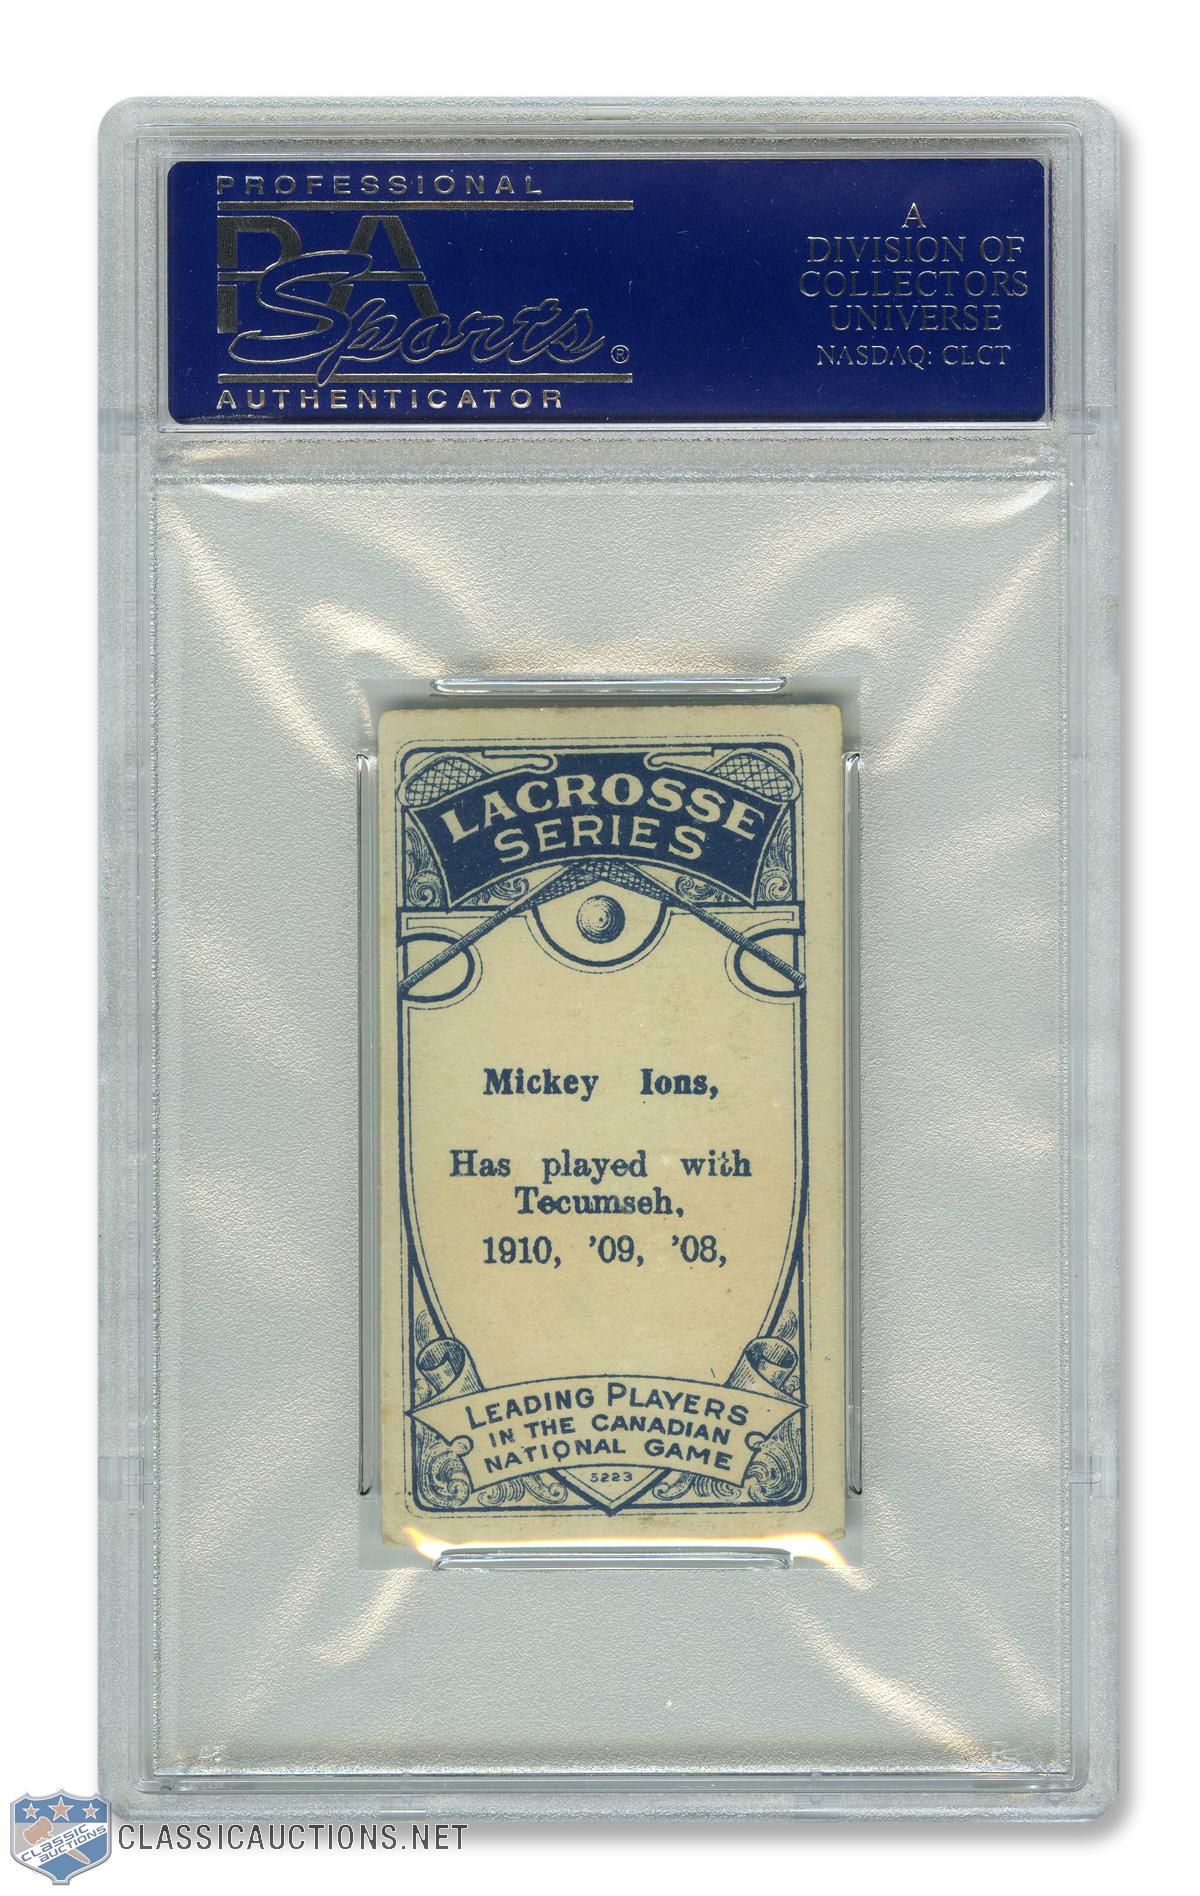 PROFESSIONAL
PSA
Sports®
AUTHENTICATOR
A
DIVISION OF
COLLECTORS
UNIVERSE
NASDAQ: CLCT
LACROSSE
SERIES
Mickey Ions,
Has played with
Tecumseh,
1910, '09, '08,
LEADING PLAYERS
IN THE CANADIAN
NATIONAL GAME
5223
PSA
CLASSIC
AUCTIONS
CLASSICAUCTIONS.NET